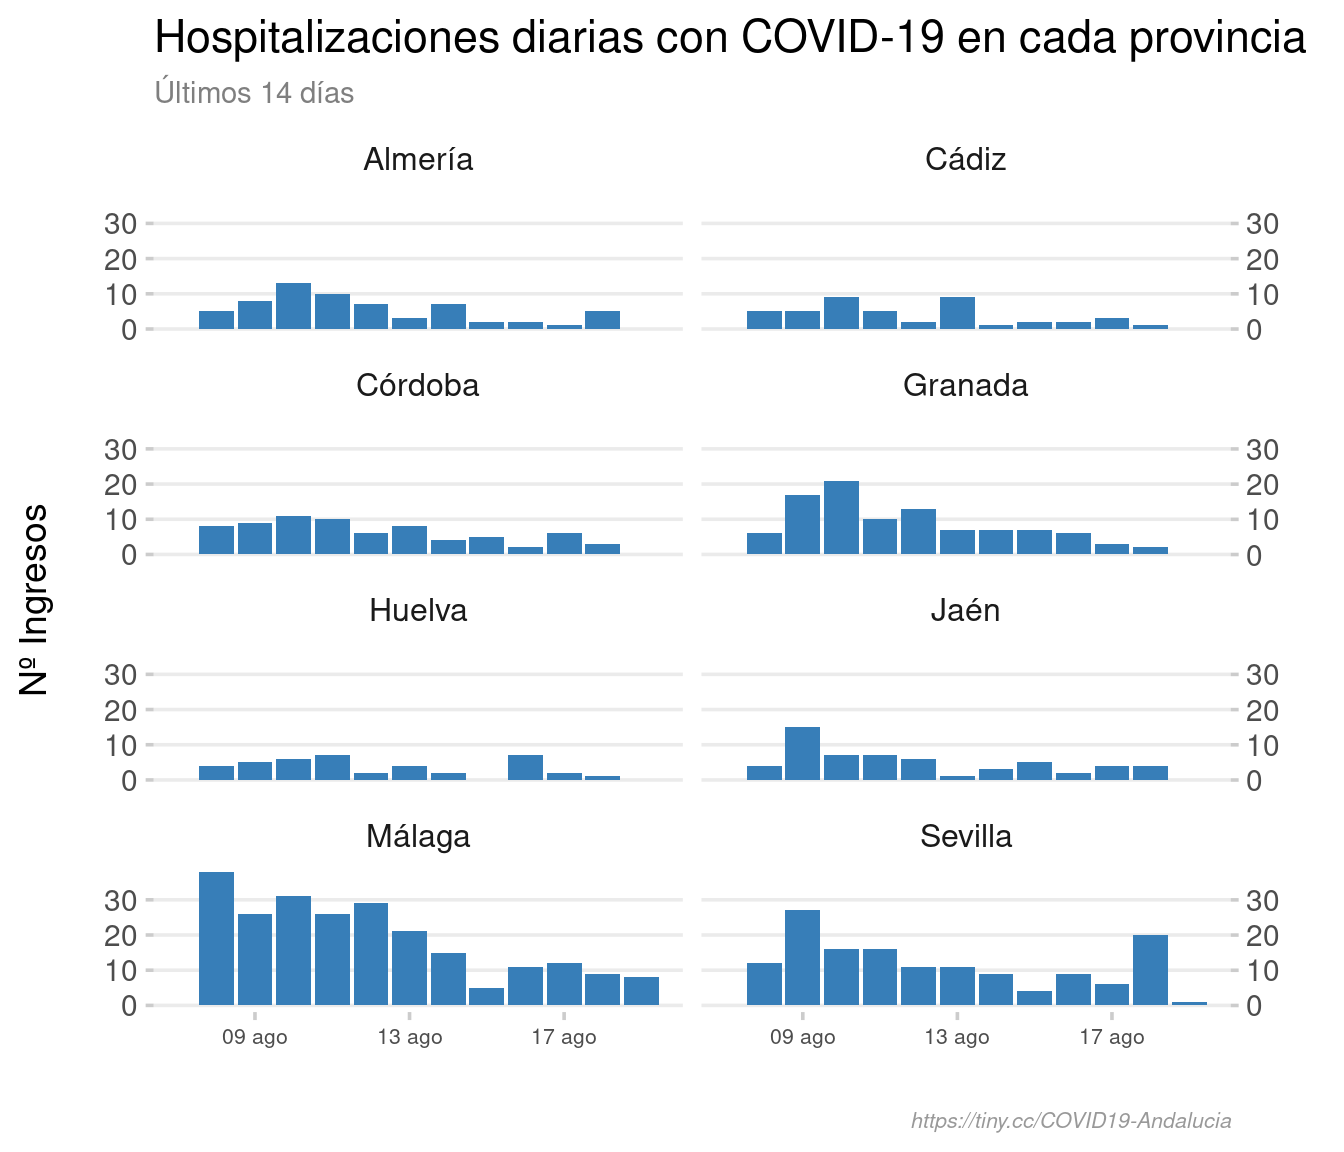 Hospitalizaciones diarias con COVID-19 en cada provincia
Últimos 14 días
Nº Ingresos
Almería
Cádiz
30
20
10
0
30
20
10
0
Córdoba
Granada
30
20
10
0
30
20
10
0
Huelva
Jaén
30
20
10
0
30
20
10
0
Málaga
Sevilla
30
20
10
0
30
20
10
0
09 ago 13 ago 17 ago
09 ago 13 ago 17 ago
https://tiny.cc/COVID19-Andalucia